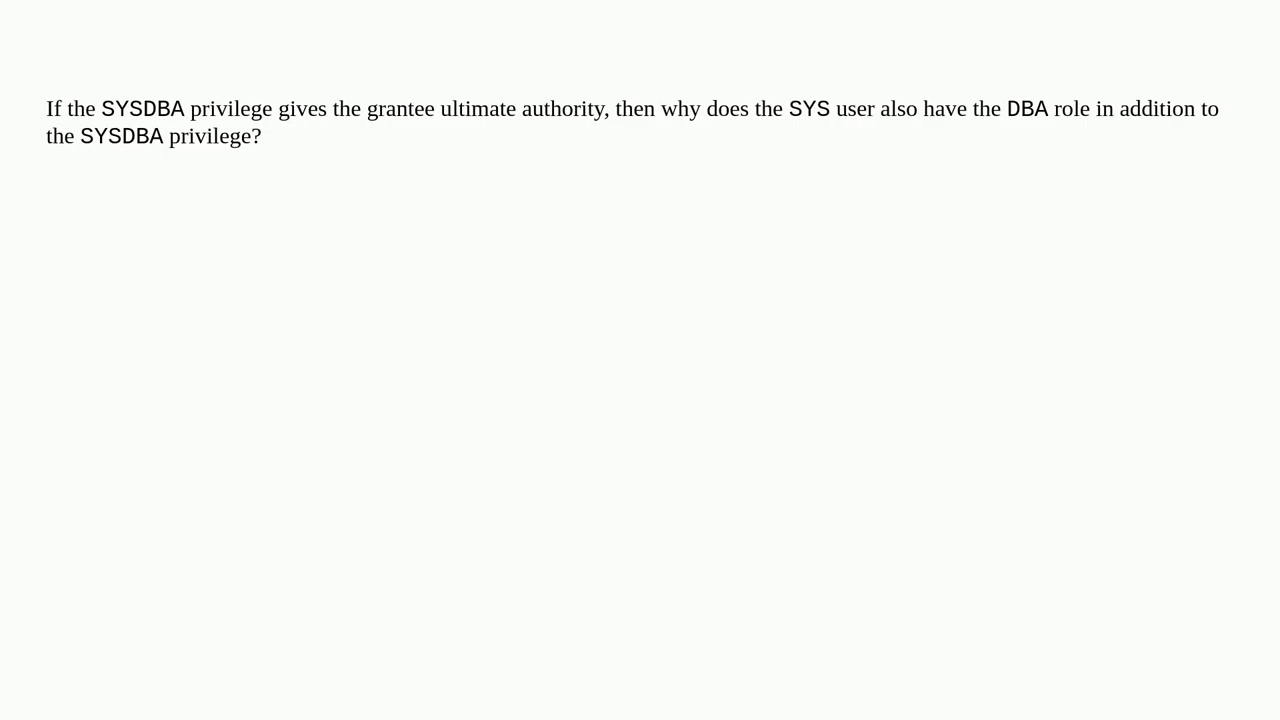 If the SYSDBA privilege gives the grantee ultimate authority, then why does the SYS user also have the DBA role in addition to
the SYSDBA privilege?